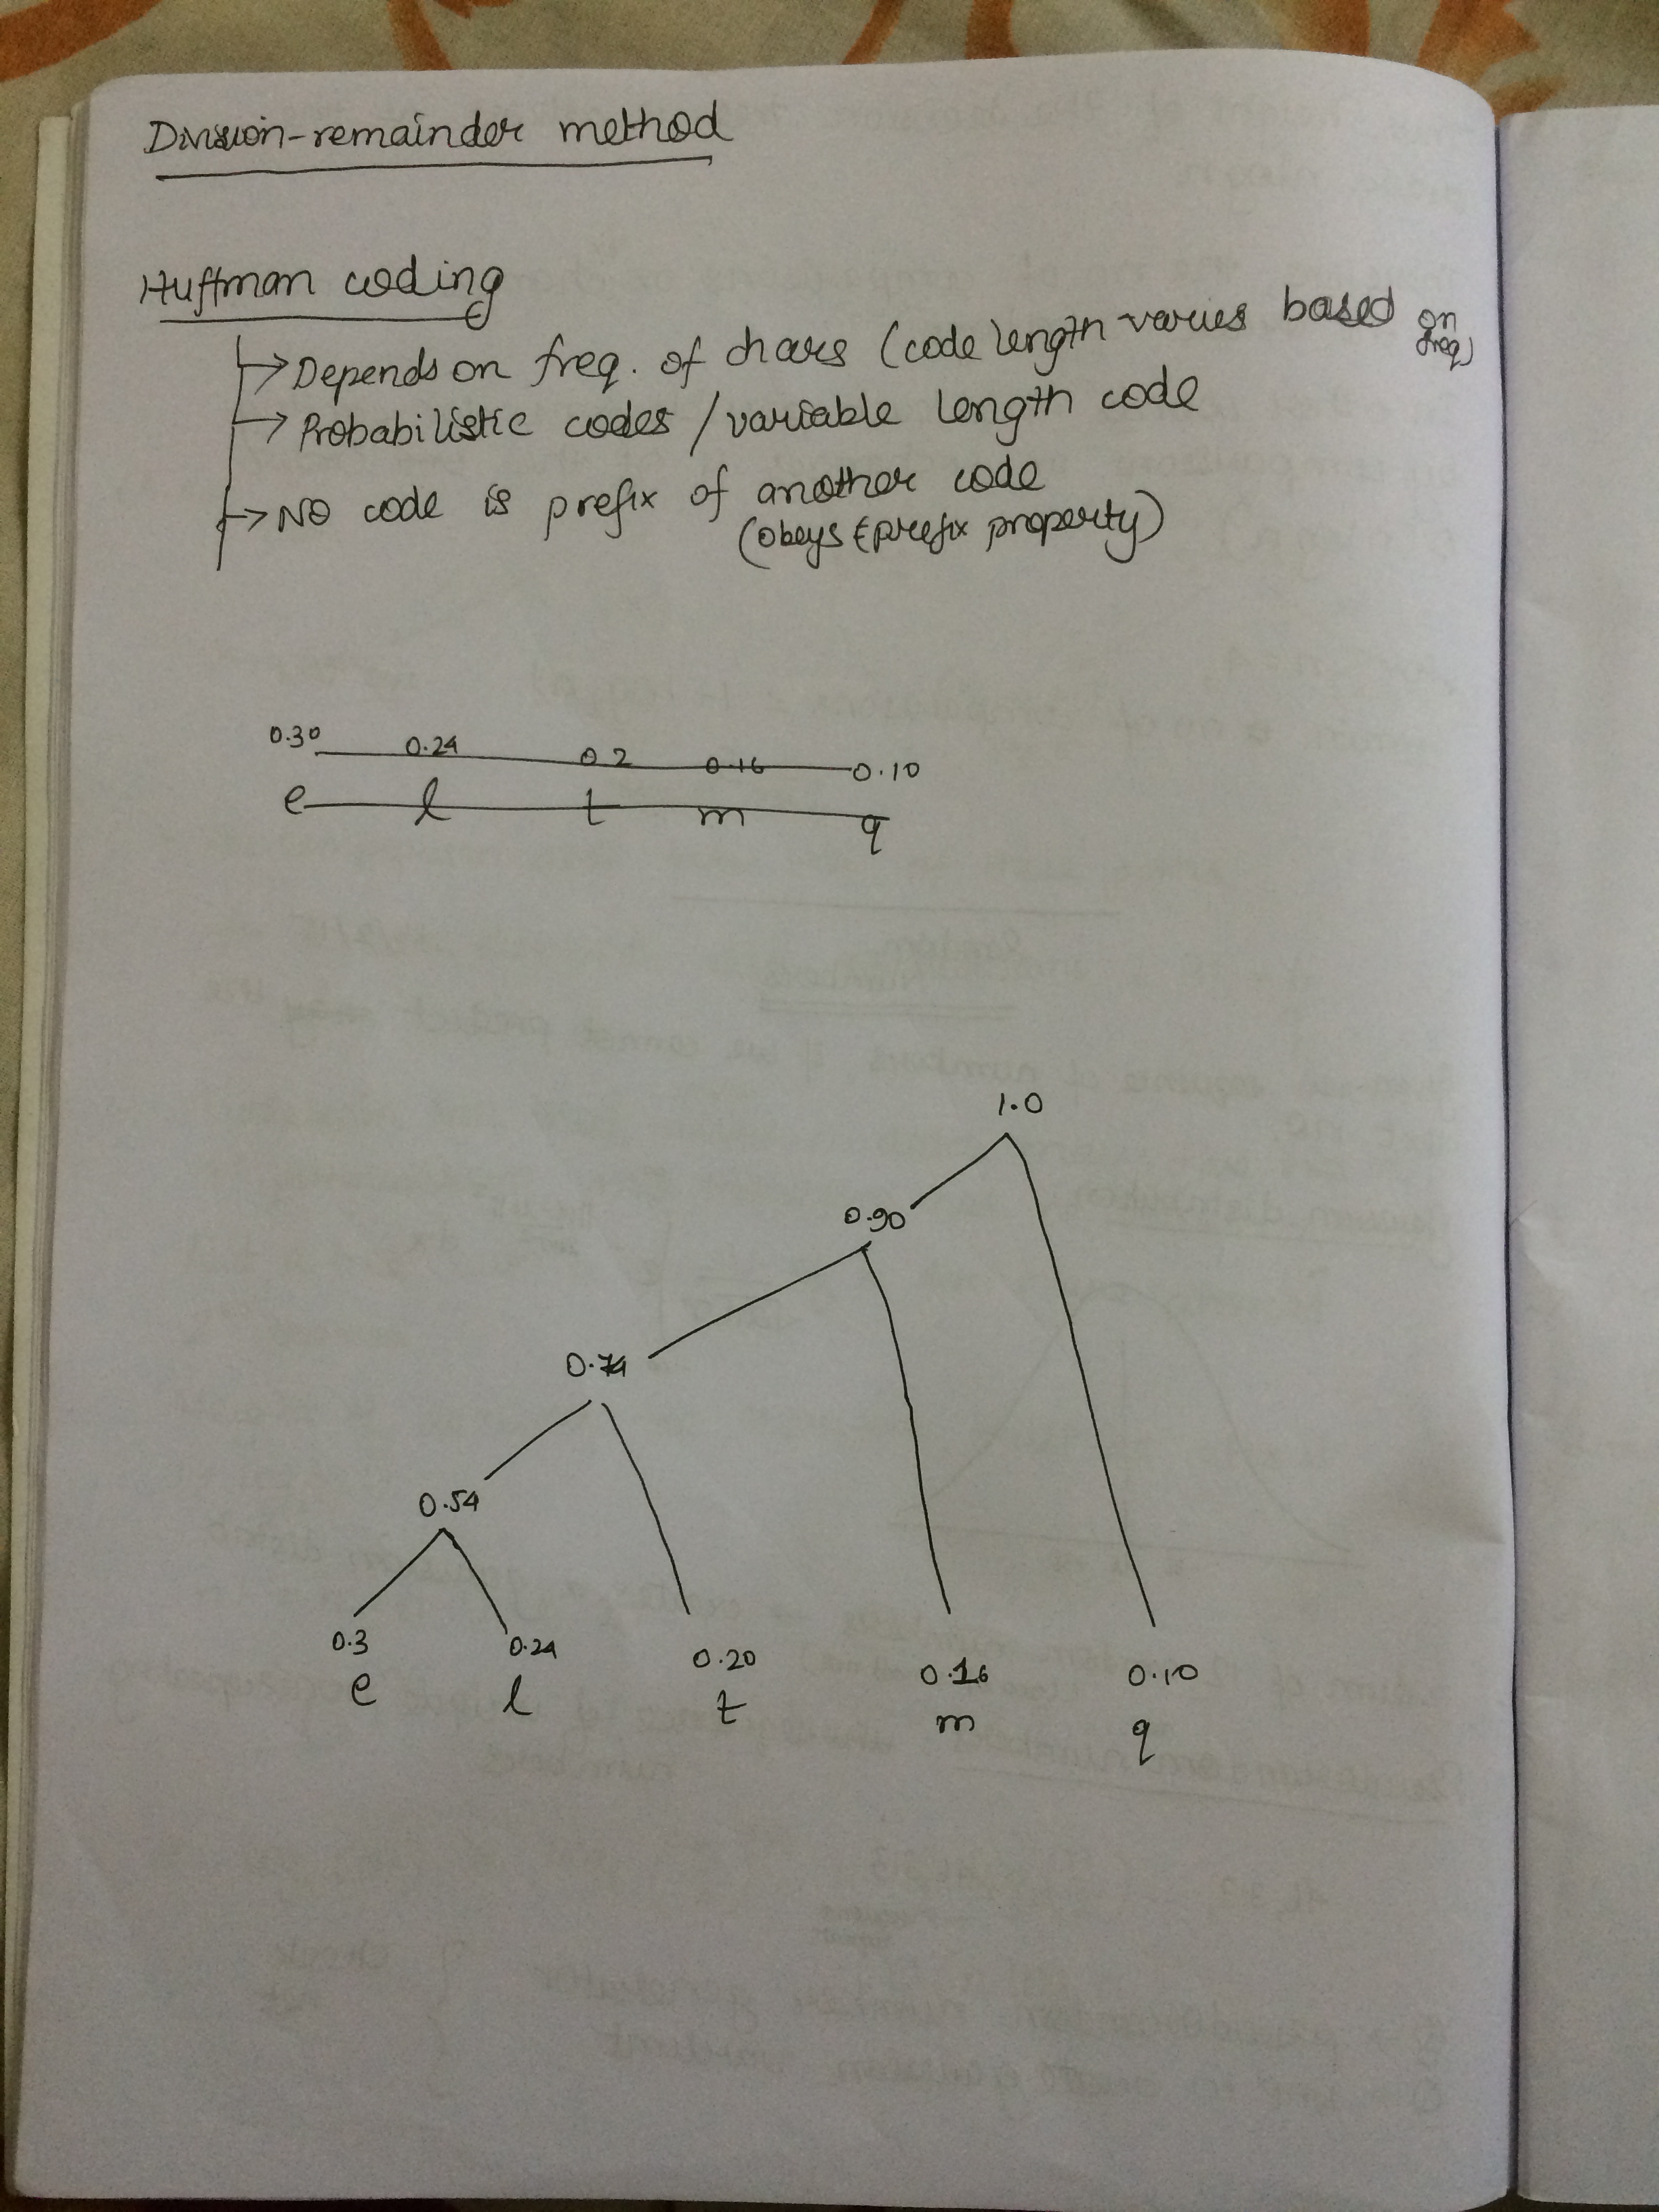 Division-remainder method
Huffman coding
→ Depends on freq. of chars (code length varies based on freq)
→ Probabilistic codes / variable length code
→ NO code is prefix of another code
(obeys prefix property)
0.30 0.24 0.2 0.16 0.10
e l t m q
1.0
0.90
0.74
0.54
0.3 0.24 0.20 0.16 0.10
e l t m q